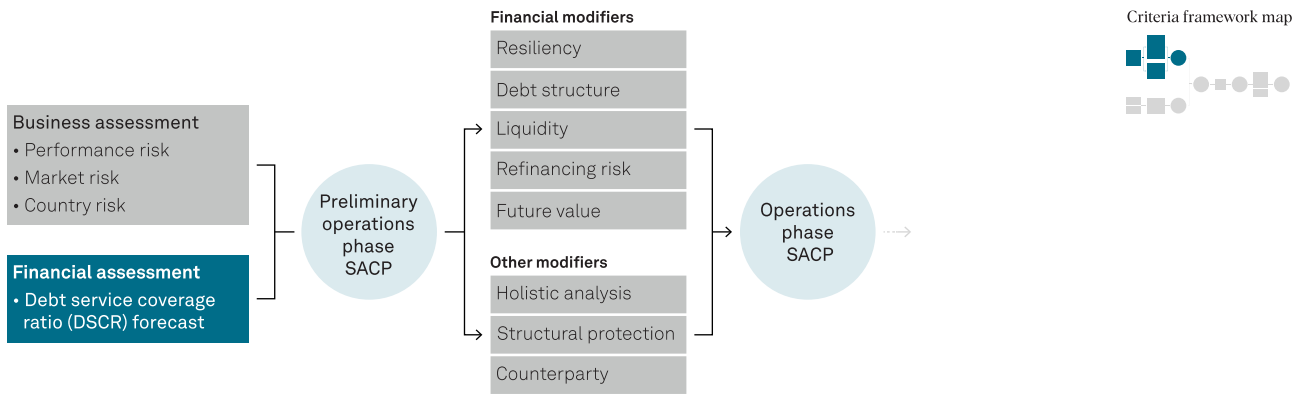 Business assessment
• Performance risk
• Market risk
• Country risk
Financial assessment
• Debt service coverage
ratio (DSCR) forecast
Preliminary
operations
phase
SACP
Financial modifiers
Resiliency
Debt structure
Liquidity
Refinancing risk
Future value
Other modifiers
Holistic analysis
Structural protection
Counterparty
Operations
phase
SACP
Criteria framework map